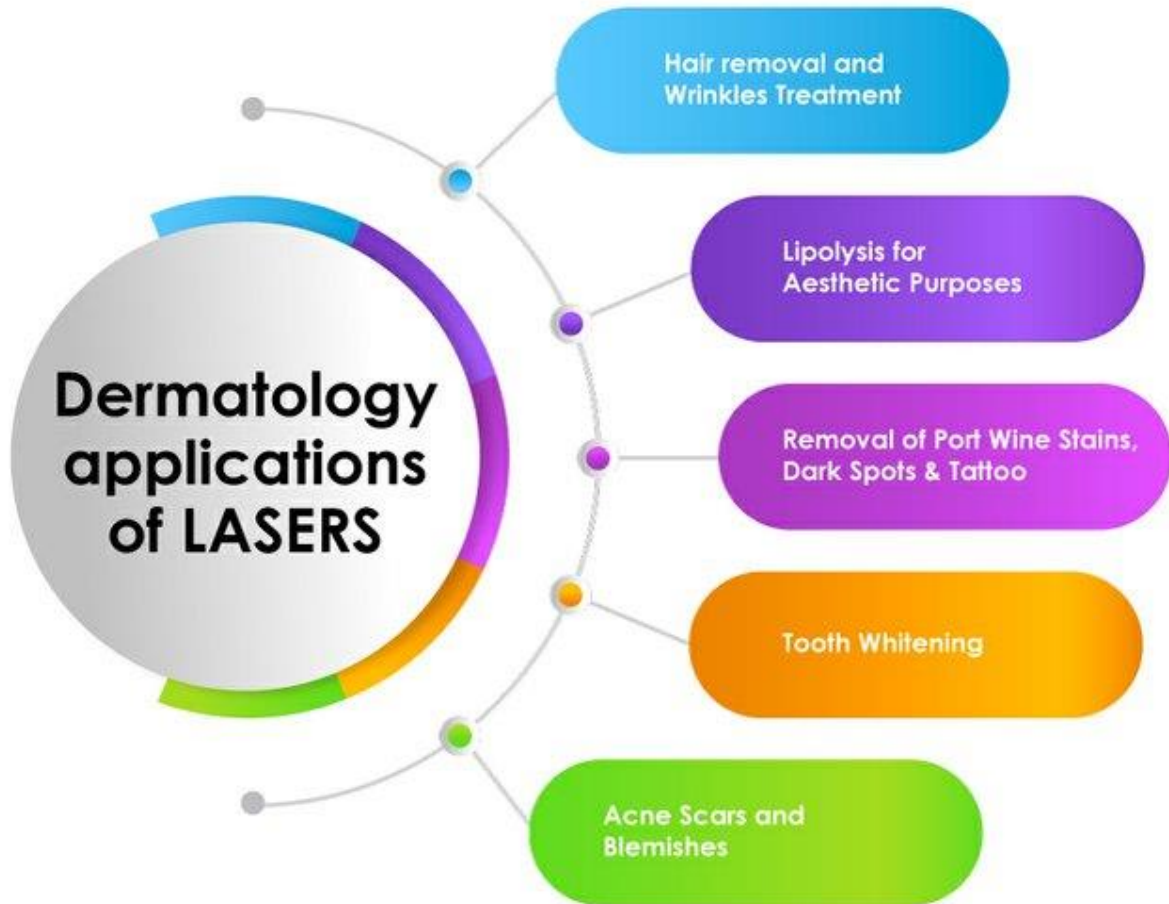 Dermatology
applications
of LASERS
Hair removal and
Wrinkles Treatment
Lipolysis for
Aesthetic Purposes
Removal of Port Wine Stains,
Dark Spots & Tattoo
Tooth Whitening
Acne Scars and
Blemishes